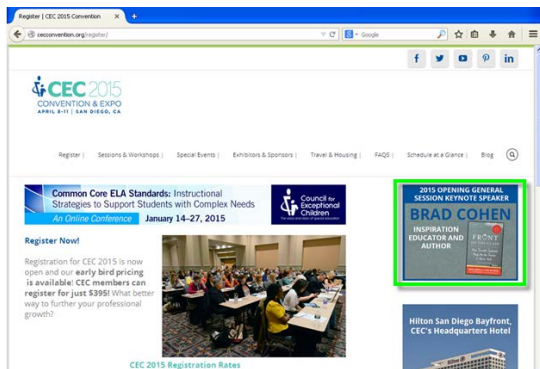 Register | CEC 2015 Convention
cecconvention.org/register/
Google
CEC 2015
CONVENTION & EXPO
APRIL 8-11 | SAN DIEGO, CA
Register |
Sessions & Workshops |
Special Events |
Exhibitors & Sponsors |
Travel & Housing |
FAQS |
Schedule at a Glance |
Blog
Common Core ELA Standards: Instructional
Strategies to Support Students with Complex Needs
An Online Conference January 14–27, 2015
Council for
Exceptional
Children
2015 OPENING GENERAL
SESSION KEYNOTE SPEAKER
BRAD COHEN
INSPIRATION
EDUCATOR AND
AUTHOR
FRONT
Register Now!
Registration for CEC 2015 is now
open and our early bird pricing
is available! CEC members can
register for just $395! What better
way to further your professional
growth?
Hilton San Diego Bayfront,
CEC's Headquarters Hotel
CEC 2015 Registration Rates